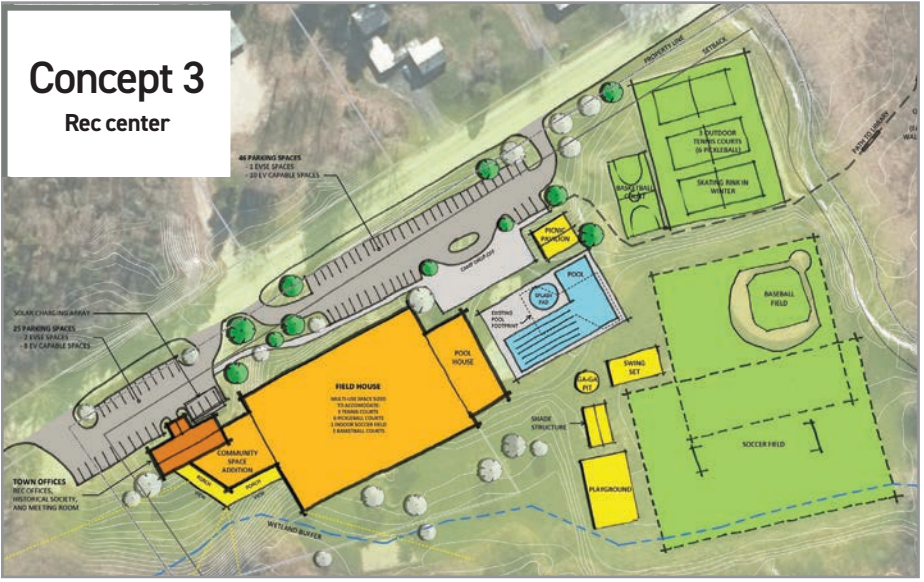 Concept 3
Rec center
PROPERTY LINE
SETBACK
PATH TO LIBRARY
WAL
46 PARKING SPACES
- 10 EV CAPABLE SPACES
3 OUTDOOR
TENNIS COURTS
(6 PICKLEBALL)
SKATING RINK IN
WINTER
BASKETBALL
COURT
PICNIC
PAVILION
CAMP DROP-OFF
POOL
SPLASH
PAD
EXISTING
POOL
FOOTPRINT
BASEBALL
FIELD
SOLAR CHARGING ARRAY
25 PARKING SPACES
- 2 EVSE SPACES
- 8 EV CAPABLE SPACES
POOL
HOUSE
SWING
SET
GA-GA
PIT
FIELD HOUSE
MULTI-USE SPACE SIZED
TO ACCOMODATE:
3 TENNIS COURTS
6 PICKLEBALL COURTS
1 INDOOR SOCCER FIELD
2 BASKETBALL COURTS
SHADE
STRUCTURE
SOCCER FIELD
COMMUNITY
SPACE
ADDITION
TOWN OFFICES
REC OFFICES,
HISTORICAL SOCIETY,
AND MEETING ROOM
PORCH
VIEW
PORCH
VIEW
PLAYGROUND
WETLAND BUFFER